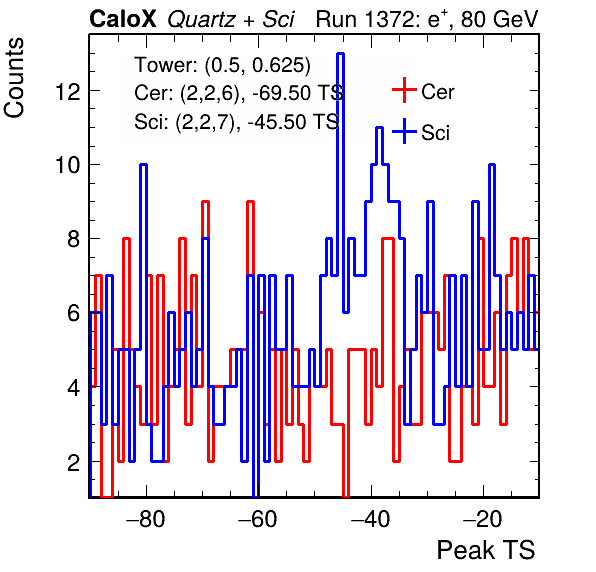 CaloX Quartz + Sci Run 1372: e+, 80 GeV
Counts
Tower: (0.5, 0.625)
Cer: (2,2,6), -69.50 TS
Sci: (2,2,7), -45.50 TS
Cer
Sci
12
10
8
6
4
2
−80 −60 −40 −20
Peak TS